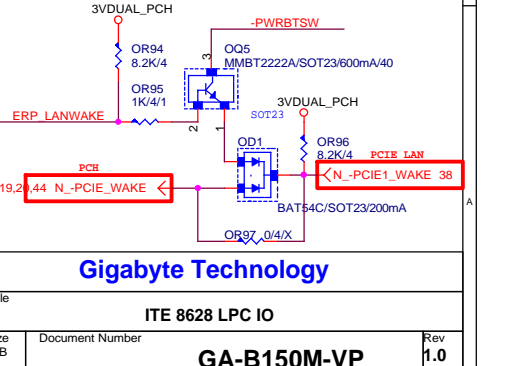 3VDUAL_PCH
-PWRBTSW
OR94
8.2K/4
3
OQ5
MMBT2222A/SOT23/600mA/40
OR95
1K/4/1
ERP_LANWAKE
2
1
SOT23
3VDUAL_PCH
OD1
OR96
8.2K/4
PCIE LAN
PCH
N_-PCIE1_WAKE 38
19,20,44 N_-PCIE_WAKE
A
BAT54C/SOT23/200mA
OR97 0/4/X
Gigabyte Technology
ITE 8628 LPC IO
Document Number
Rev
B
GA-B150M-VP
1.0